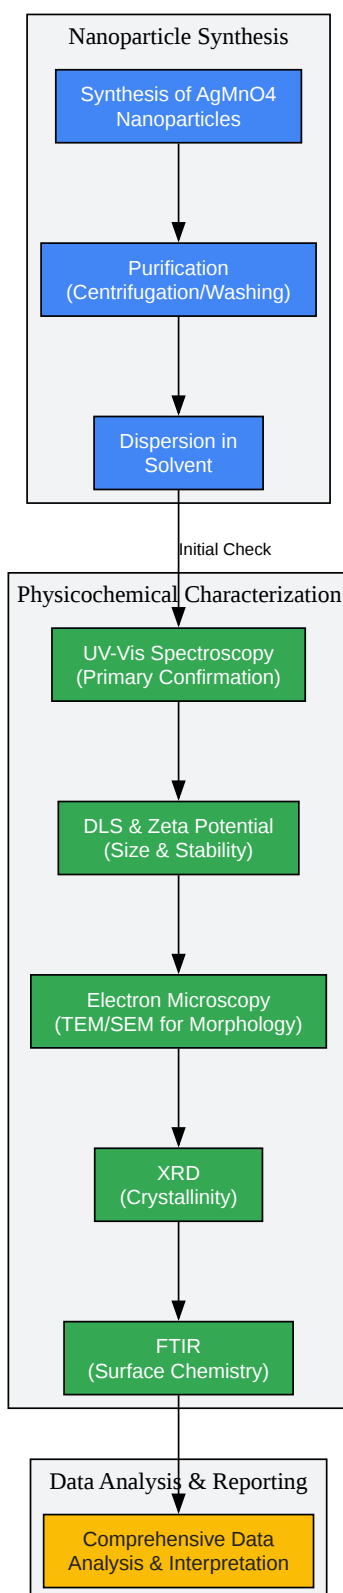 Nanoparticle Synthesis
Synthesis of AgMnO4
Nanoparticles
Purification
(Centrifugation/Washing)
Dispersion in
Solvent
Initial Check
Physicochemical Characterization
UV-Vis Spectroscopy
(Primary Confirmation)
DLS & Zeta Potential
(Size & Stability)
Electron Microscopy
(TEM/SEM for Morphology)
XRD
(Crystallinity)
FTIR
(Surface Chemistry)
Data Analysis & Reporting
Comprehensive Data
Analysis & Interpretation